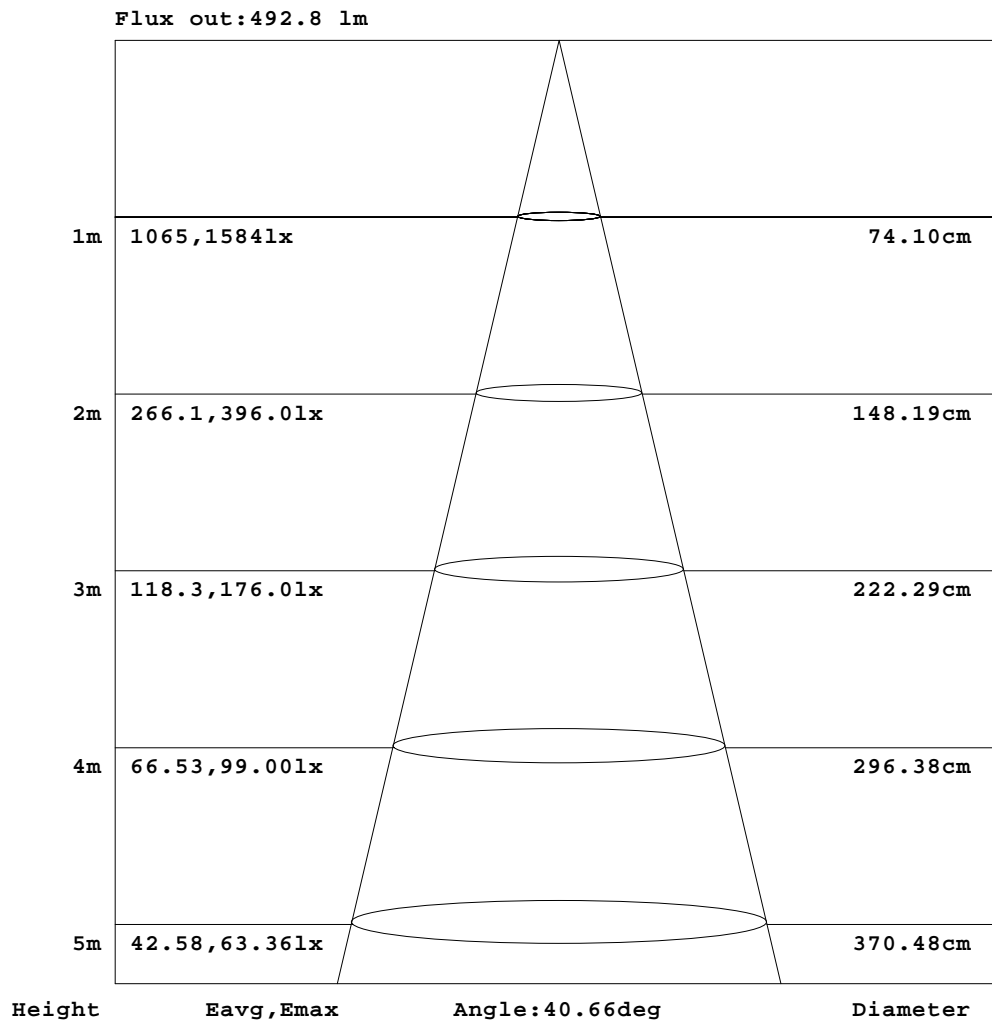 Flux out:492.8 lm
1m 1065,1584lx 74.10cm
2m 266.1,396.0lx 148.19cm
3m 118.3,176.0lx 222.29cm
4m 66.53,99.00lx 296.38cm
5m 42.58,63.36lx 370.48cm
Height Eavg,Emax Angle:40.66deg Diameter